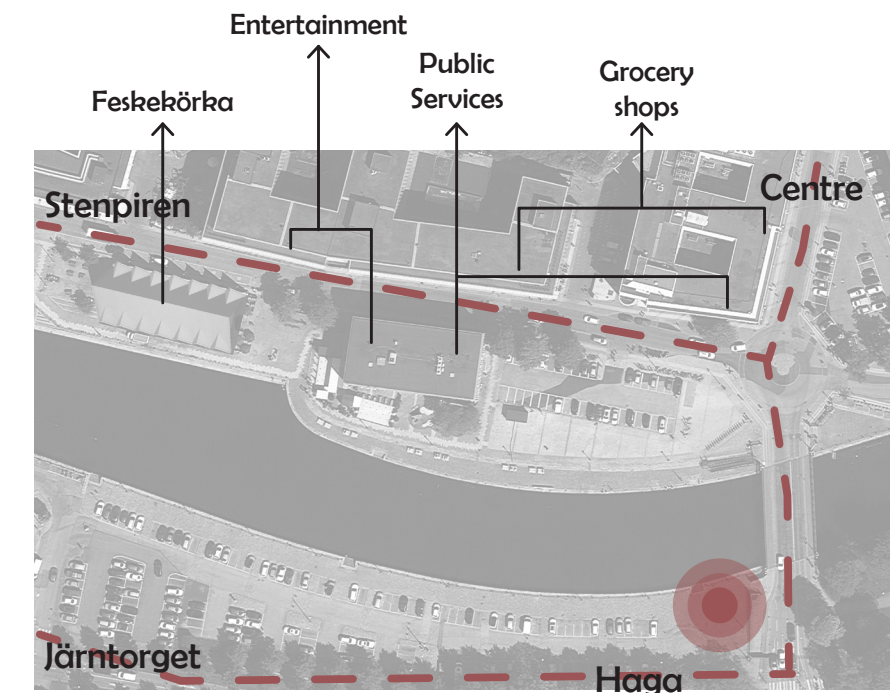 Entertainment
Public
Services
Grocery
shops
Feskekörka
Stenpiren
Centre
Järntorget
Haga